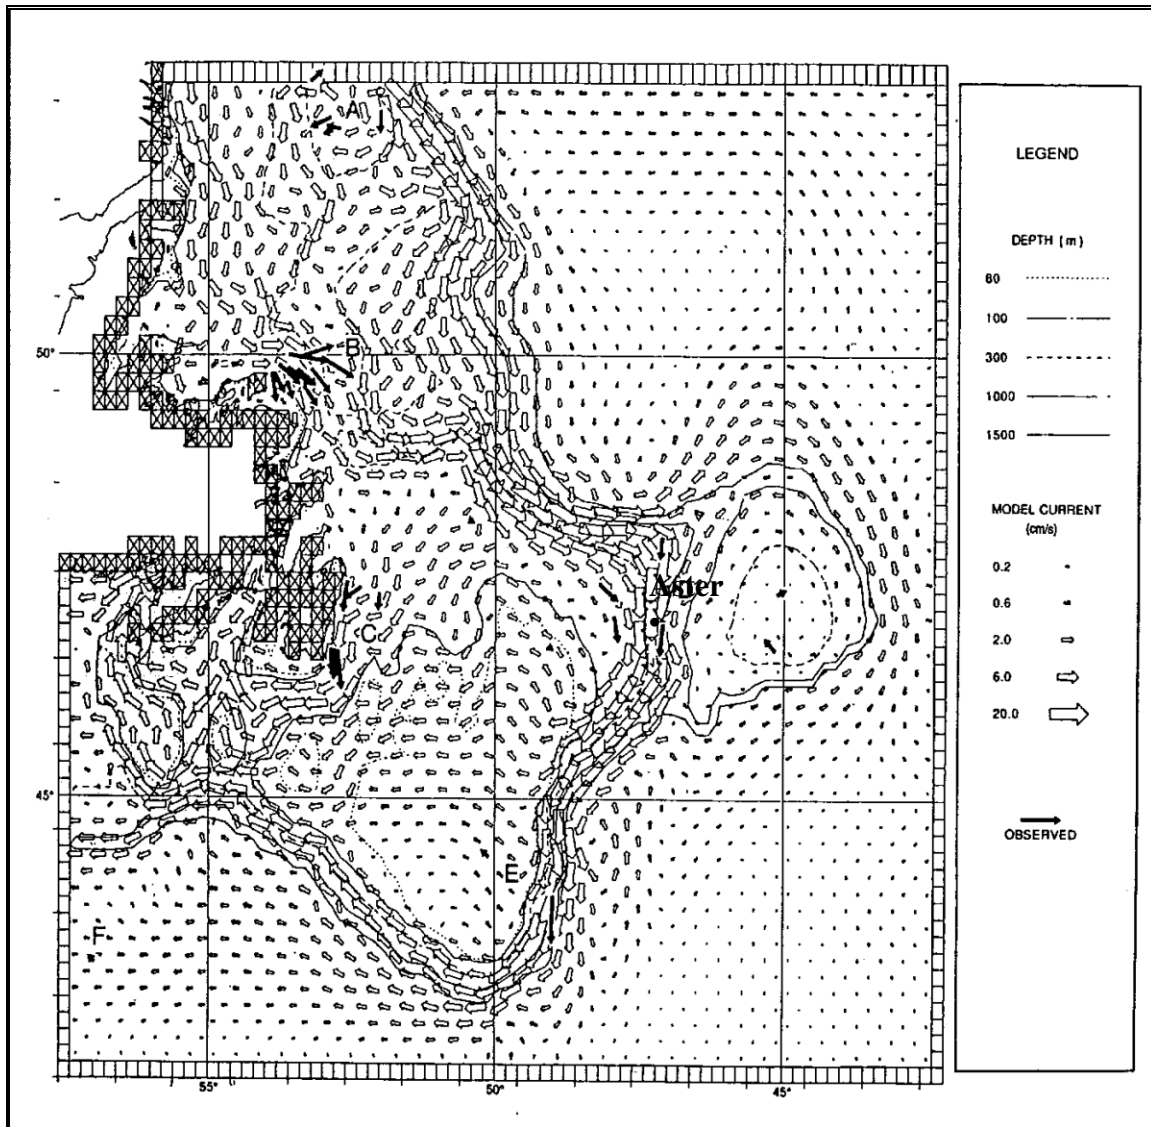 A
B
50°
Aster
C
45°
E
F
55°
50°
45°
LEGEND
DEPTH (m)
60
100
300
1000
1500
MODEL CURRENT
(cm/s)
0.2
0.6
2.0
6.0
20.0
OBSERVED